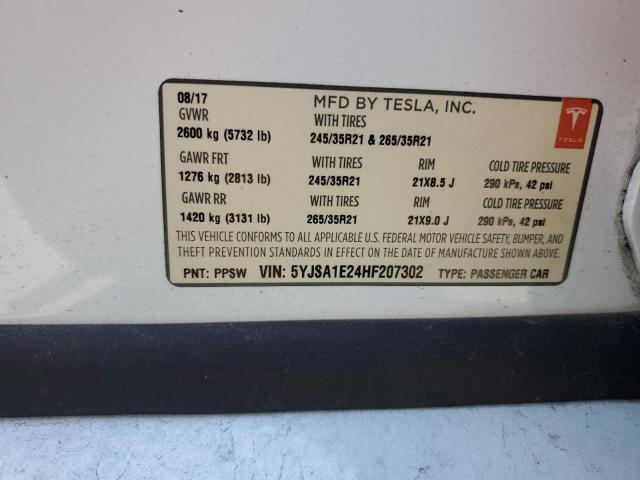 08/17 MFD BY TESLA, INC.
GVWR WITH TIRES
2600 kg (5732 lb) 245/35R21 & 265/35R21
TESLA
GAWR FRT WITH TIRES RIM COLD TIRE PRESSURE
1276 kg (2813 lb) 245/35R21 21X8.5 J 290 kPa, 42 psi
GAWR RR WITH TIRES RIM COLD TIRE PRESSURE
1420 kg (3131 lb) 265/35R21 21X9.0 J 290 kPa, 42 psi
THIS VEHICLE CONFORMS TO ALL APPLICABLE U.S. FEDERAL MOTOR VEHICLE SAFETY, BUMPER, AND
THEFT PREVENTION STANDARDS IN EFFECT ON THE DATE OF MANUFACTURE SHOWN ABOVE.
PNT: PPSW VIN: 5YJSA1E24HF207302 TYPE: PASSENGER CAR